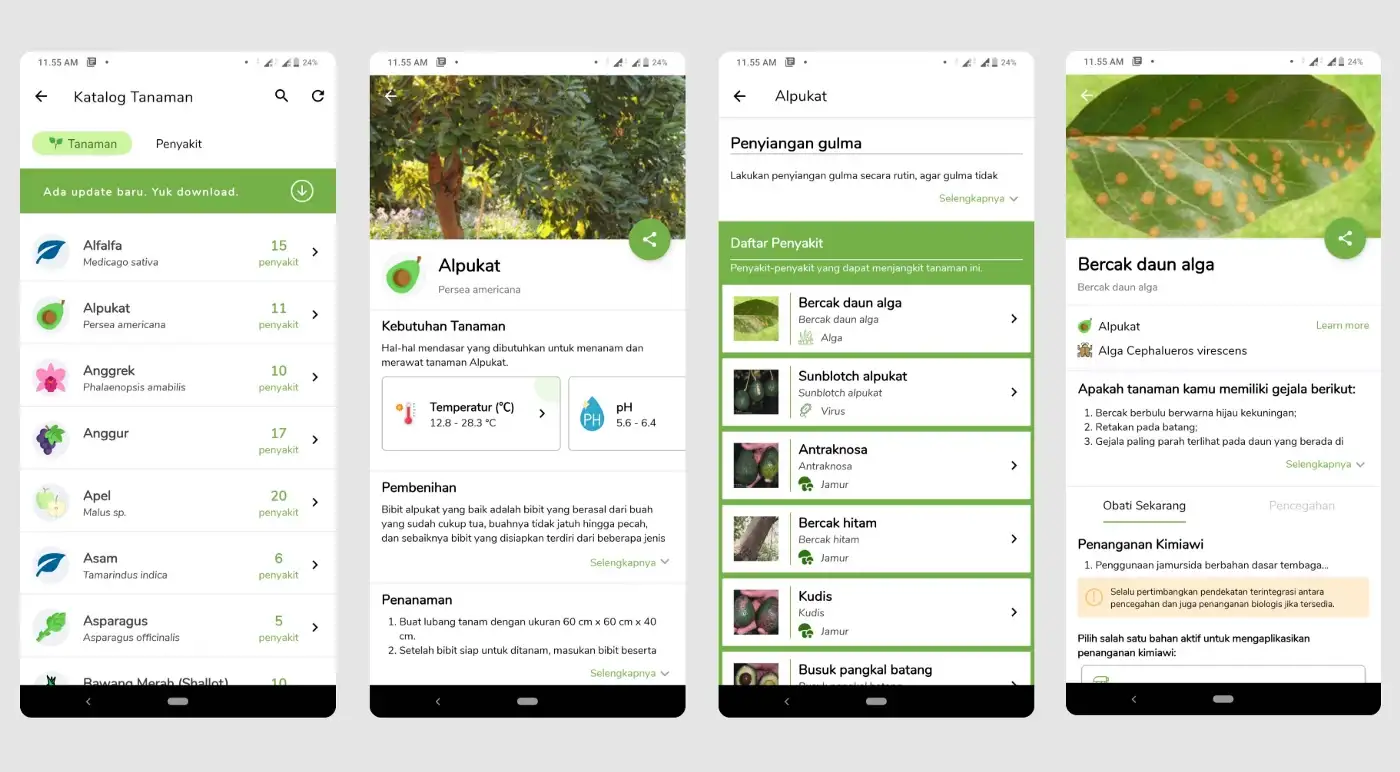 11.55 AM
24%
Katalog Tanaman
Tanaman
Penyakit
Ada update baru. Yuk download.
Alfalfa
Medicago sativa
15
penyakit
Alpukat
Persea americana
11
penyakit
Anggrek
Phalaenopsis amabilis
10
penyakit
Anggur
17
penyakit
Apel
Malus sp.
20
penyakit
Asam
Tamarindus indica
6
penyakit
Asparagus
Asparagus officinalis
5
penyakit
Bawang Merah (Shallot)
10
11.55 AM
24%
Alpukat
Persea americana
Kebutuhan Tanaman
Hal-hal mendasar yang dibutuhkan untuk menanam dan
merawat tanaman Alpukat.
Temperatur (°C)
12.8 - 28.3 °C
PH
pH
5.6 - 6.4
Pembenihan
Bibit alpukat yang baik adalah bibit yang berasal dari buah
yang sudah cukup tua, buahnya tidak jatuh hingga pecah,
dan sebaiknya bibit yang disiapkan terdiri dari beberapa jenis
Selengkapnya
Penanaman
1. Buat lubang tanam dengan ukuran 60 cm x 60 cm x 40
cm.
2. Setelah bibit siap untuk ditanam, masukan bibit beserta
Selengkapnya
11.55 AM
24%
Alpukat
Penyiangan gulma
Lakukan penyiangan gulma secara rutin, agar gulma tidak
Selengkapnya
Daftar Penyakit
Penyakit-penyakit yang dapat menjangkit tanaman ini.
Bercak daun alga
Bercak daun alga
Alga
Sunblotch alpukat
Sunblotch alpukat
Virus
Antraknosa
Antraknosa
Jamur
Bercak hitam
Bercak hitam
Jamur
Kudis
Kudis
Jamur
Busuk pangkal batang
Busuk pangkal batang
11.55 AM
24%
Bercak daun alga
Bercak daun alga
Alpukat
Learn more
Alga Cephalueros virescens
Apakah tanaman kamu memiliki gejala berikut:
1. Bercak berbulu berwarna hijau kekuningan;
2. Retakan pada batang;
3. Gejala paling parah terlihat pada daun yang berada di
Selengkapnya
Obati Sekarang
Pencegahan
Penanganan Kimiawi
1. Penggunaan jamursida berbahan dasar tembaga...
Selalu pertimbangkan pendekatan terintegrasi antara
pencegahan dan juga penanganan biologis jika tersedia.
Pilih salah satu bahan aktif untuk mengaplikasikan
penanganan kimiawi: